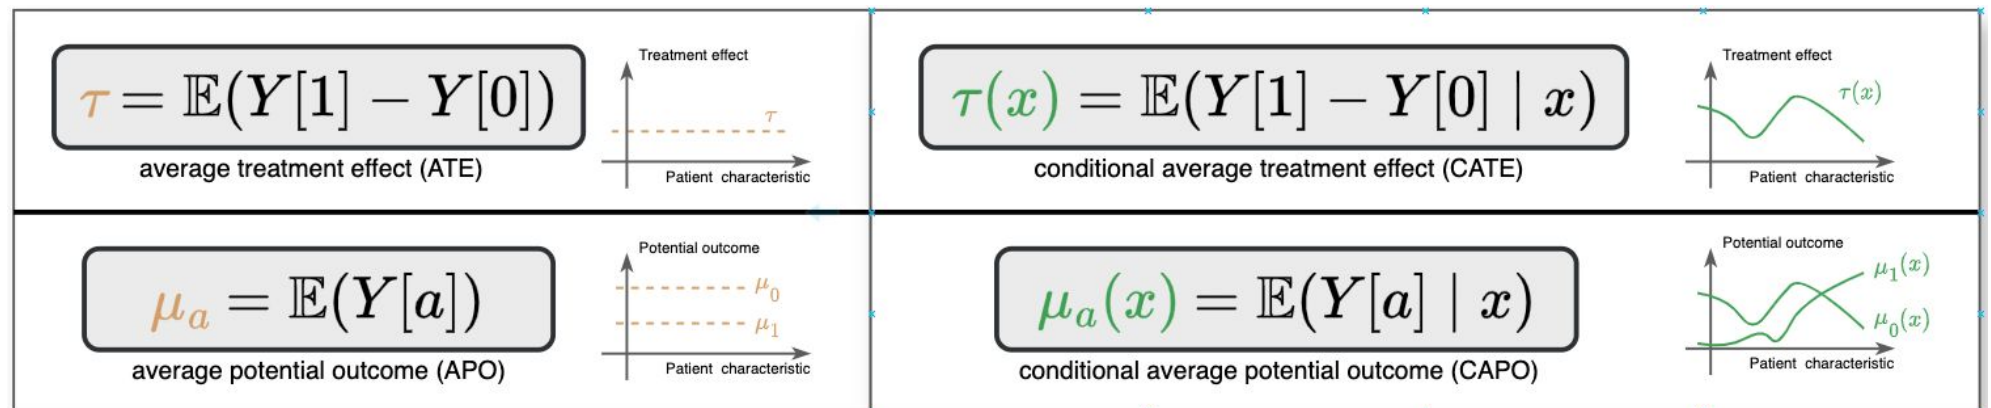 τ = 𝔼(Y[1] − Y[0])
average treatment effect (ATE)
Treatment effect
τ
Patient characteristic
τ(x) = 𝔼(Y[1] − Y[0] | x)
conditional average treatment effect (CATE)
Treatment effect
τ(x)
Patient characteristic
μₐ = 𝔼(Y[a])
average potential outcome (APO)
Potential outcome
μ₀
μ₁
Patient characteristic
μₐ(x) = 𝔼(Y[a] | x)
conditional average potential outcome (CAPO)
Potential outcome
μ₁(x)
μ₀(x)
Patient characteristic